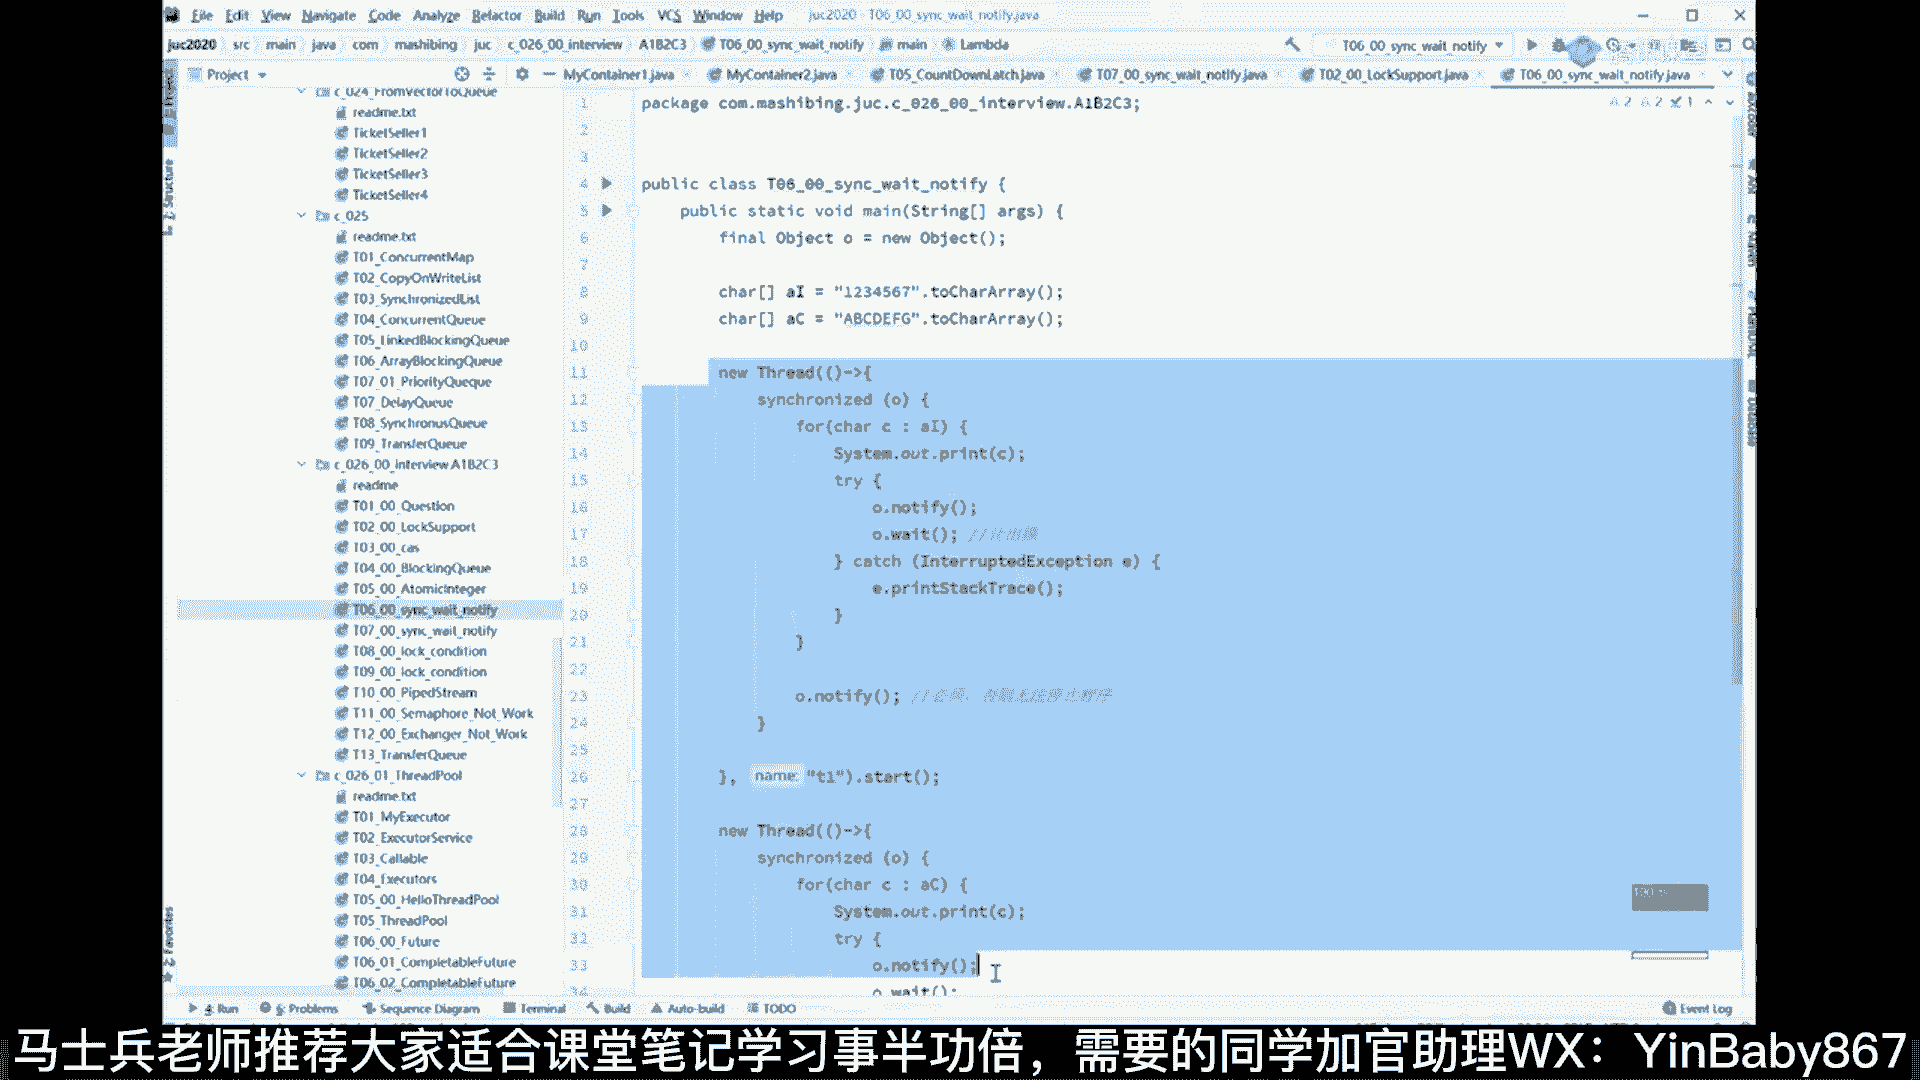 File Edit View Navigate Code Analyze Refactor Build Run Tools VCS Window Help juc2020 - T06_00_sync_wait_notify.java
juc2020 src main java com mashibing juc c_026_00_interview A1B2C3 T06_00_sync_wait_notify main Lambda T06_00_sync_wait_notify
Project MyContainer1.java MyContainer2.java T05_CountDownLatch.java T07_00_sync_wait_notify.java T02_00_LockSupport.java T06_00_sync_wait_notify.java
c_024_FromVectorToQueue
readme.txt
TicketSeller1
TicketSeller2
TicketSeller3
TicketSeller4
c_025
readme.txt
T01_ConcurrentMap
T02_CopyOnWriteList
T03_SynchronizedList
T04_ConcurrentQueue
T05_LinkedBlockingQueue
T06_ArrayBlockingQueue
T07_01_PriorityQueque
T07_DelayQueue
T08_SynchronusQueue
T09_TransferQueue
c_026_00_interview.A1B2C3
readme
T01_00_Question
T02_00_LockSupport
T03_00_cas
T04_00_BlockingQueue
T05_00_AtomicInteger
T06_00_sync_wait_notify
T07_00_sync_wait_notify
T08_00_lock_condition
T09_00_lock_condition
T10_00_PipedStream
T11_00_Semaphore_Not_Work
T12_00_Exchanger_Not_Work
T13_TransferQueue
c_026_01_ThreadPool
readme.txt
T01_MyExecutor
T02_ExecutorService
T03_Callable
T04_Executors
T05_00_HelloThreadPool
T05_ThreadPool
T06_00_Future
T06_01_CompletableFuture
T06_02_CompletableFuture
1 package com.mashibing.juc.c_026_00_interview.A1B2C3;
2
3
4 public class T06_00_sync_wait_notify {
5 public static void main(String[] args) {
6 final Object o = new Object();
7
8 char[] aI = "1234567".toCharArray();
9 char[] aC = "ABCDEFG".toCharArray();
10
11 new Thread(()->{
12 synchronized (o) {
13 for(char c : aI) {
14 System.out.print(c);
15 try {
16 o.notify();
17 o.wait(); //
18 } catch (InterruptedException e) {
19 e.printStackTrace();
20 }
21 }
22
23 o.notify(); //
24 }
25
26 }, name: "t1").start();
27
28 new Thread(()->{
29 synchronized (o) {
30 for(char c : aC) {
31 System.out.print(c);
32 try {
33 o.notify();
34 o.wait();
4: Run 6: Problems Sequence Diagram Terminal Build Auto-build TODO Event Log
马士兵老师推荐大家适合课堂笔记学习事半功倍，需要的同学加官助理WX：YinBaby867